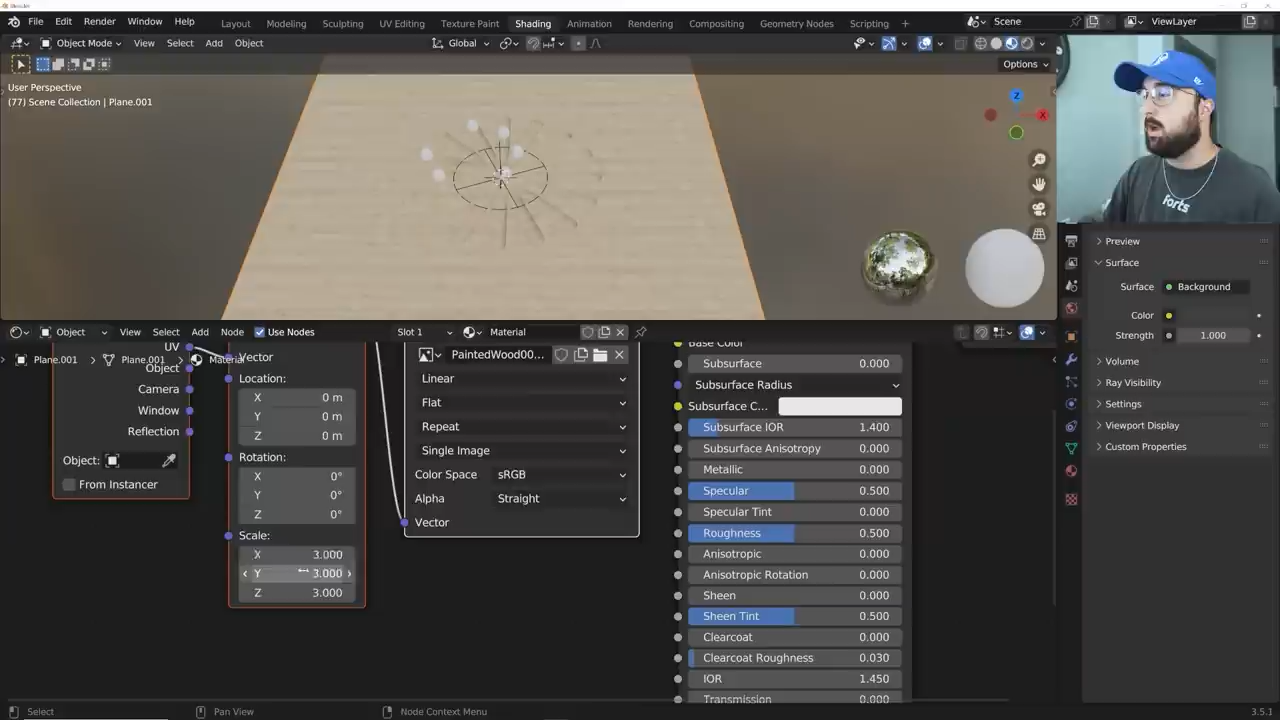 File Edit Render Window Help Layout Modeling Sculpting UV Editing Texture Paint Shading Animation Rendering Compositing Geometry Nodes Scripting + Scene ViewLayer
Object Mode View Select Add Object Global
Options
User Perspective
(77) Scene Collection | Plane.001
Z
X
Forts
Preview
Surface
Surface Background
Color
Strength 1.000
Volume
Ray Visibility
Settings
Viewport Display
Custom Properties
Object View Select Add Node Use Nodes Slot 1 Material
Plane.001 > Plane.001 > Material
UV
Object
Camera
Window
Reflection
Object:
From Instancer
Vector
Location:
X 0 m
Y 0 m
Z 0 m
Rotation:
X 0°
Y 0°
Z 0°
Scale:
X 3.000
Y 3.000
Z 3.000
PaintedWood00...
Linear
Flat
Repeat
Single Image
Color Space sRGB
Alpha Straight
Vector
Base Color
Subsurface 0.000
Subsurface Radius
Subsurface C...
Subsurface IOR 1.400
Subsurface Anisotropy 0.000
Metallic 0.000
Specular 0.500
Specular Tint 0.000
Roughness 0.500
Anisotropic 0.000
Anisotropic Rotation 0.000
Sheen 0.000
Sheen Tint 0.500
Clearcoat 0.000
Clearcoat Roughness 0.030
IOR 1.450
Transmission 0.000
Select Pan View Node Context Menu 3.5.1